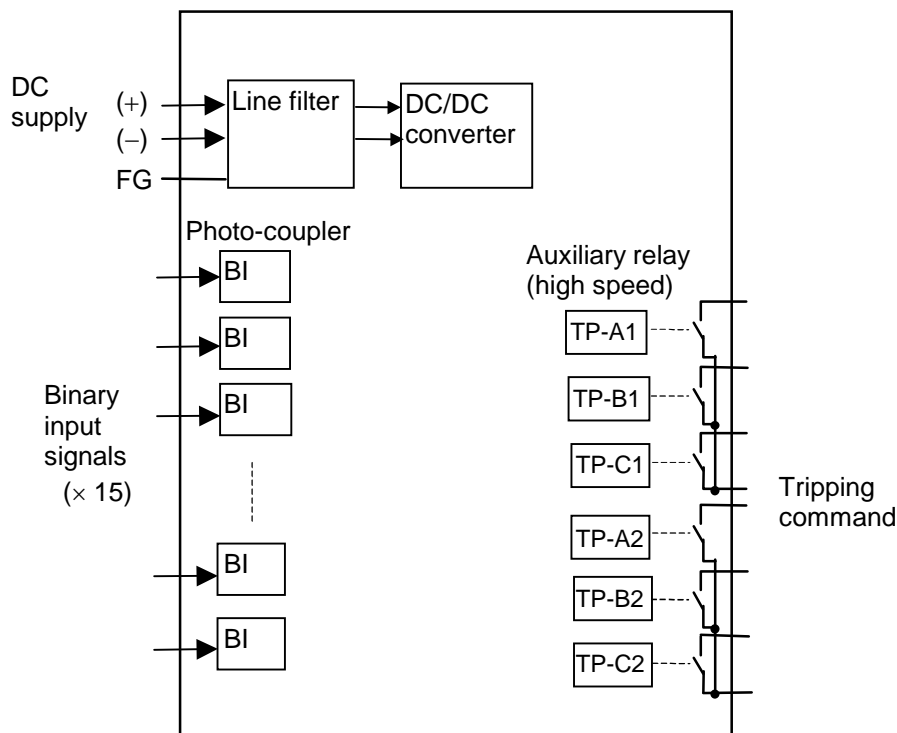 DC
supply
(+)
(−)
FG
Line filter
DC/DC
converter
Photo-coupler
BI
BI
BI
BI
BI
Binary
input
signals
(× 15)
Auxiliary relay
(high speed)
TP-A1
TP-B1
TP-C1
TP-A2
TP-B2
TP-C2
Tripping
command